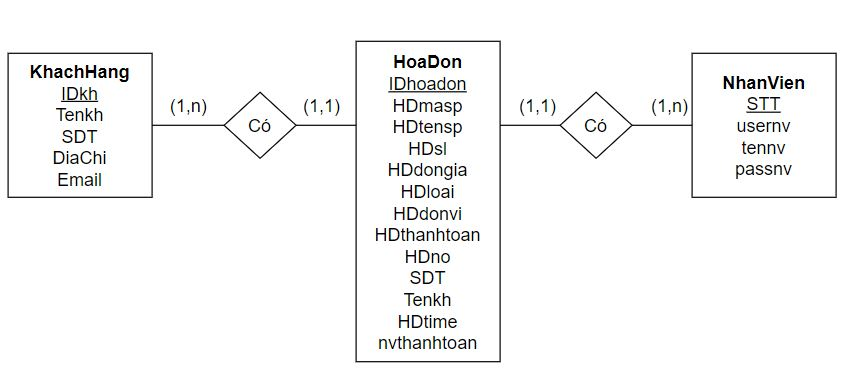 KhachHang
IDkh
Tenkh
SDT
DiaChi
Email
(1,n)
Có
(1,1)
HoaDon
IDhoadon
HDmasp
HDtensp
HDsl
HDdongia
HDloai
HDdonvi
HDthanhtoan
HDno
SDT
Tenkh
HDtime
nvthanhtoan
(1,1)
Có
(1,n)
NhanVien
STT
usernv
tennv
passnv